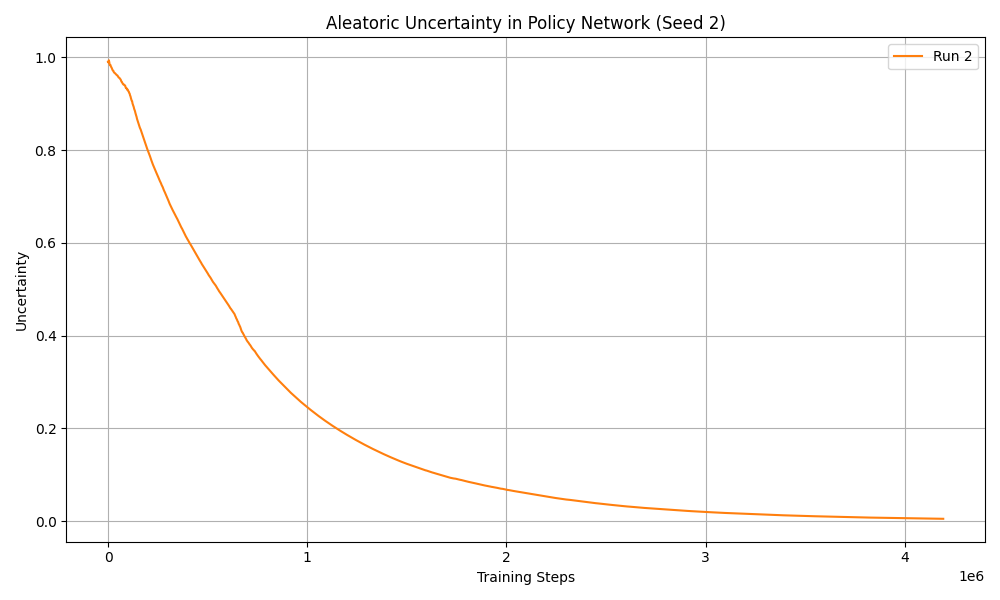 Aleatoric Uncertainty in Policy Network (Seed 2)
Run 2
1.0
0.8
0.6
0.4
0.2
0.0
Uncertainty
0 1 2 3 4
1e6
Training Steps